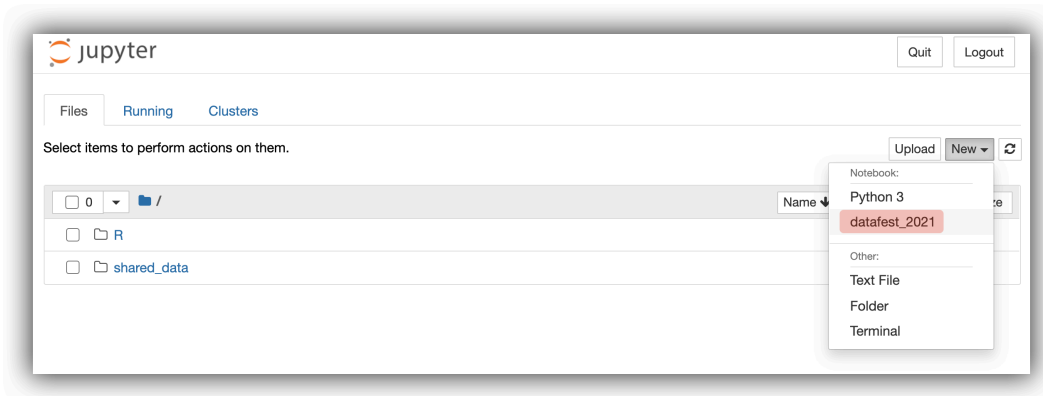 jupyter
Quit Logout
Files Running Clusters
Select items to perform actions on them.
Upload New
0 / Name
R
shared_data
Notebook:
Python 3
datafest_2021
Other:
Text File
Folder
Terminal